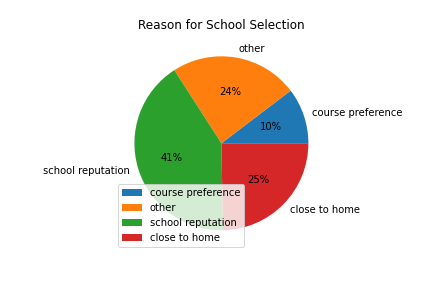 Reason for School Selection
other
24%
course preference
10%
41%
school reputation
25%
close to home
course preference
other
school reputation
close to home